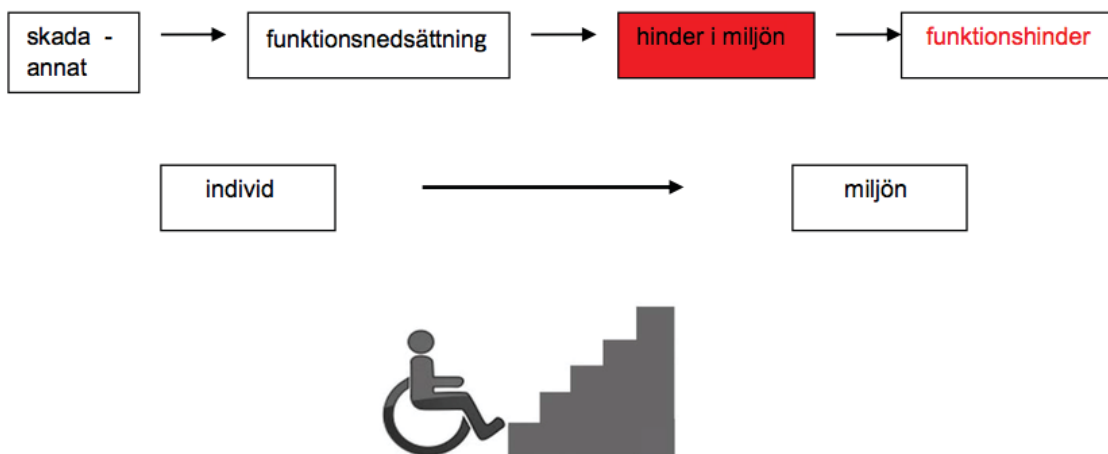 skada - funktionsnedsättning hinder i miljön funktionshinder
annat
individ miljön